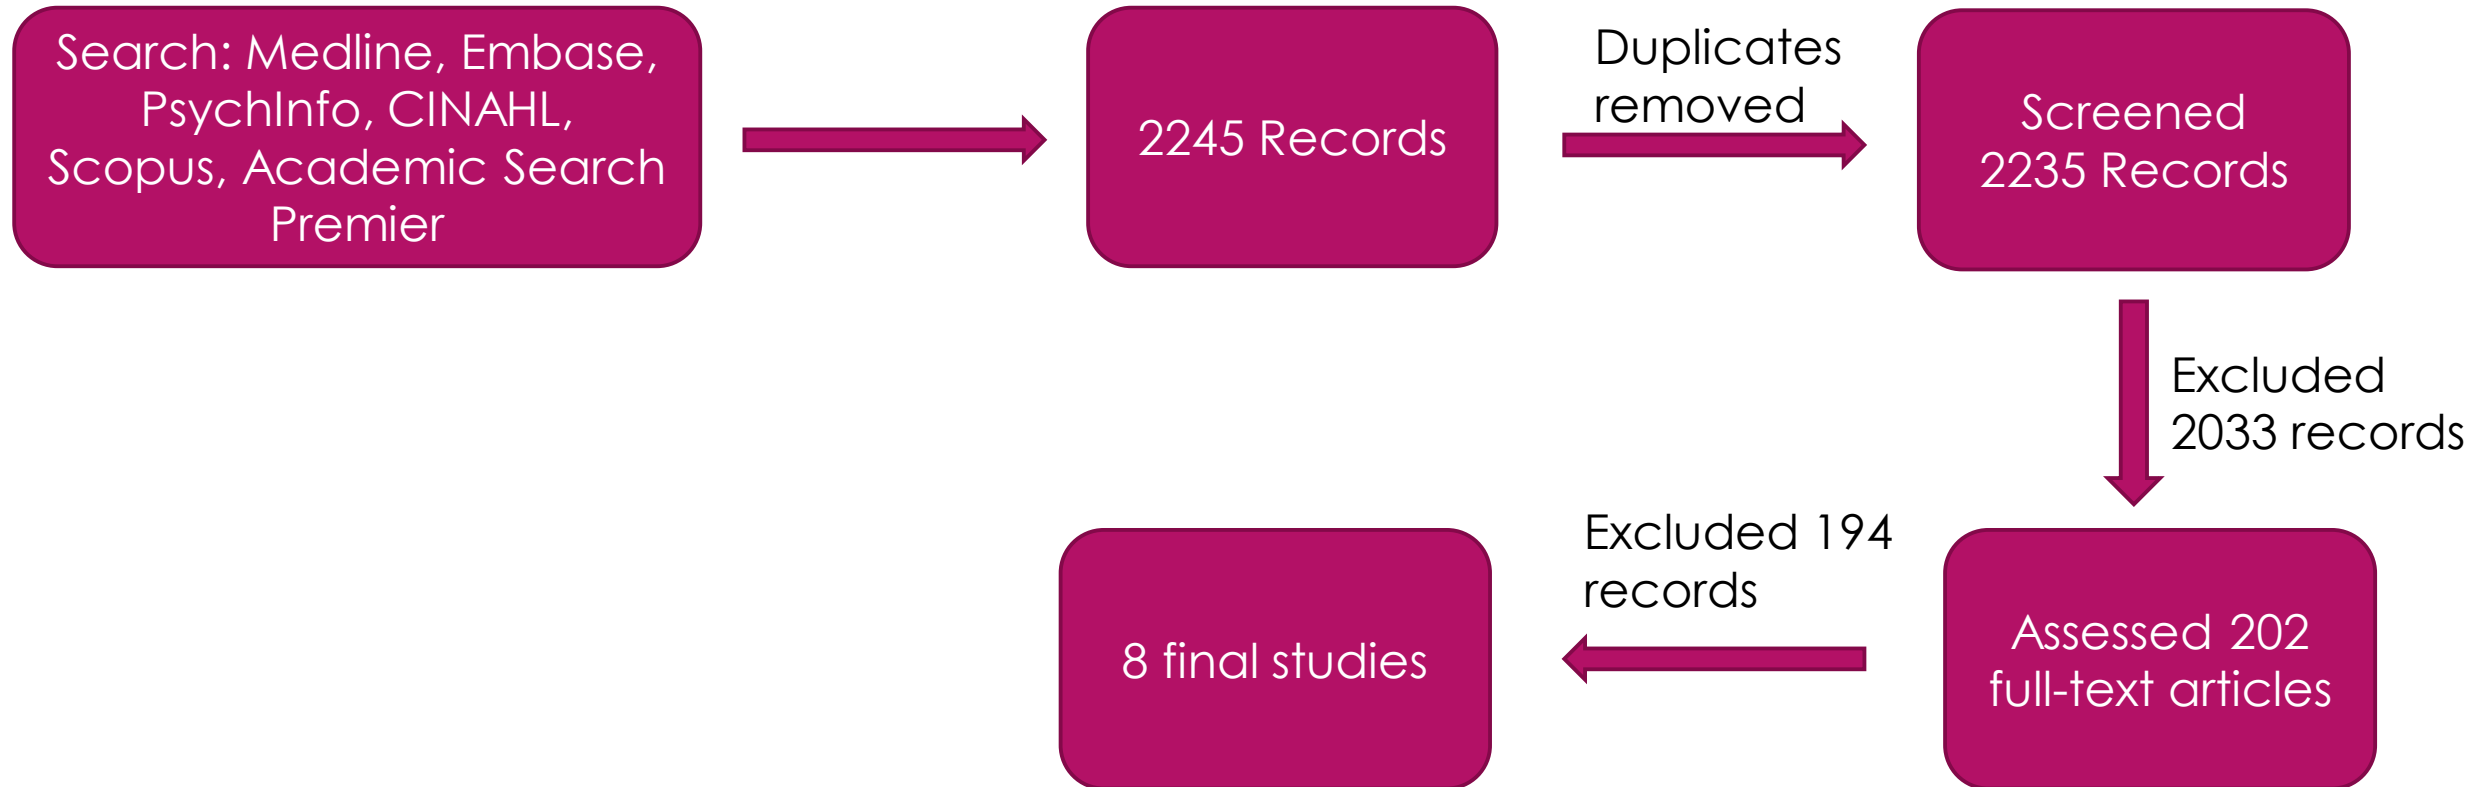 Search: Medline, Embase,
PsychInfo, CINAHL,
Scopus, Academic Search
Premier
2245 Records
Duplicates
removed
Screened
2235 Records
Excluded
2033 records
Assessed 202
full-text articles
Excluded 194
records
8 final studies